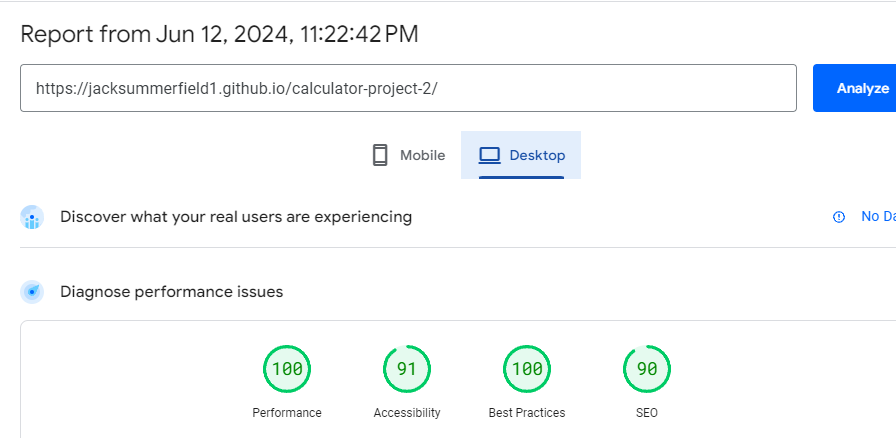 Report from Jun 12, 2024, 11:22:42 PM
https://jacksummerfield1.github.io/calculator-project-2/
Analyze
Mobile
Desktop
Discover what your real users are experiencing
No Da
Diagnose performance issues
100
91
100
90
Performance
Accessibility
Best Practices
SEO